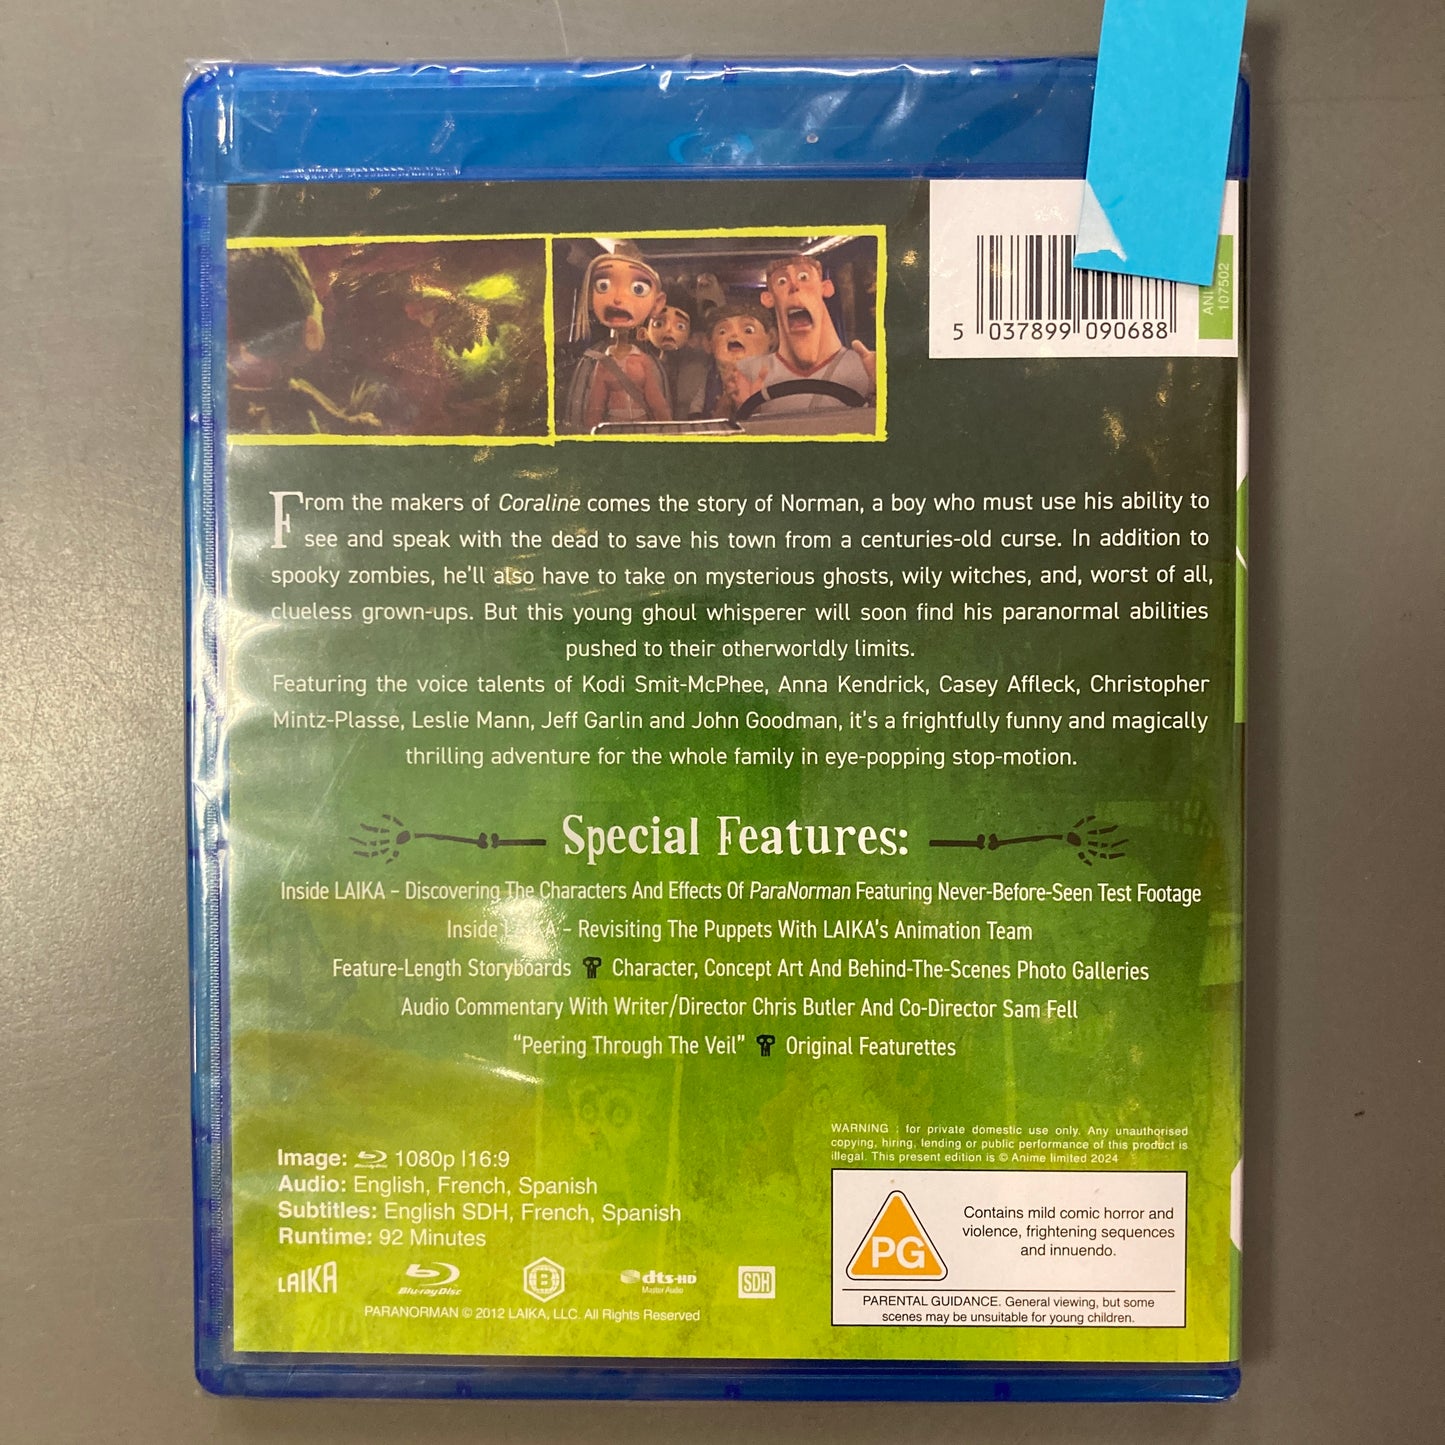 5 037899 090688
ANI
107502
From the makers of Coraline comes the story of Norman, a boy who must use his ability to
see and speak with the dead to save his town from a centuries-old curse. In addition to
spooky zombies, he'll also have to take on mysterious ghosts, wily witches, and, worst of all,
clueless grown-ups. But this young ghoul whisperer will soon find his paranormal abilities
pushed to their otherworldly limits.
Featuring the voice talents of Kodi Smit-McPhee, Anna Kendrick, Casey Affleck, Christopher
Mintz-Plasse, Leslie Mann, Jeff Garlin and John Goodman, it's a frightfully funny and magically
thrilling adventure for the whole family in eye-popping stop-motion.
Special Features:
Inside LAIKA – Discovering The Characters And Effects Of ParaNorman Featuring Never-Before-Seen Test Footage
Inside LAIKA – Revisiting The Puppets With LAIKA's Animation Team
Feature-Length Storyboards Character, Concept Art And Behind-The-Scenes Photo Galleries
Audio Commentary With Writer/Director Chris Butler And Co-Director Sam Fell
"Peering Through The Veil" Original Featurettes
WARNING : for private domestic use only. Any unauthorised
copying, hiring, lending or public performance of this product is
illegal. This present edition is © Anime limited 2024
Image: 1080p |16:9
Audio: English, French, Spanish
Subtitles: English SDH, French, Spanish
Runtime: 92 Minutes
LAIKA Blu-ray Disc B dts-HD Master Audio SDH
PARANORMAN © 2012 LAIKA, LLC. All Rights Reserved
PG
Contains mild comic horror and
violence, frightening sequences
and innuendo.
PARENTAL GUIDANCE. General viewing, but some
scenes may be unsuitable for young children.